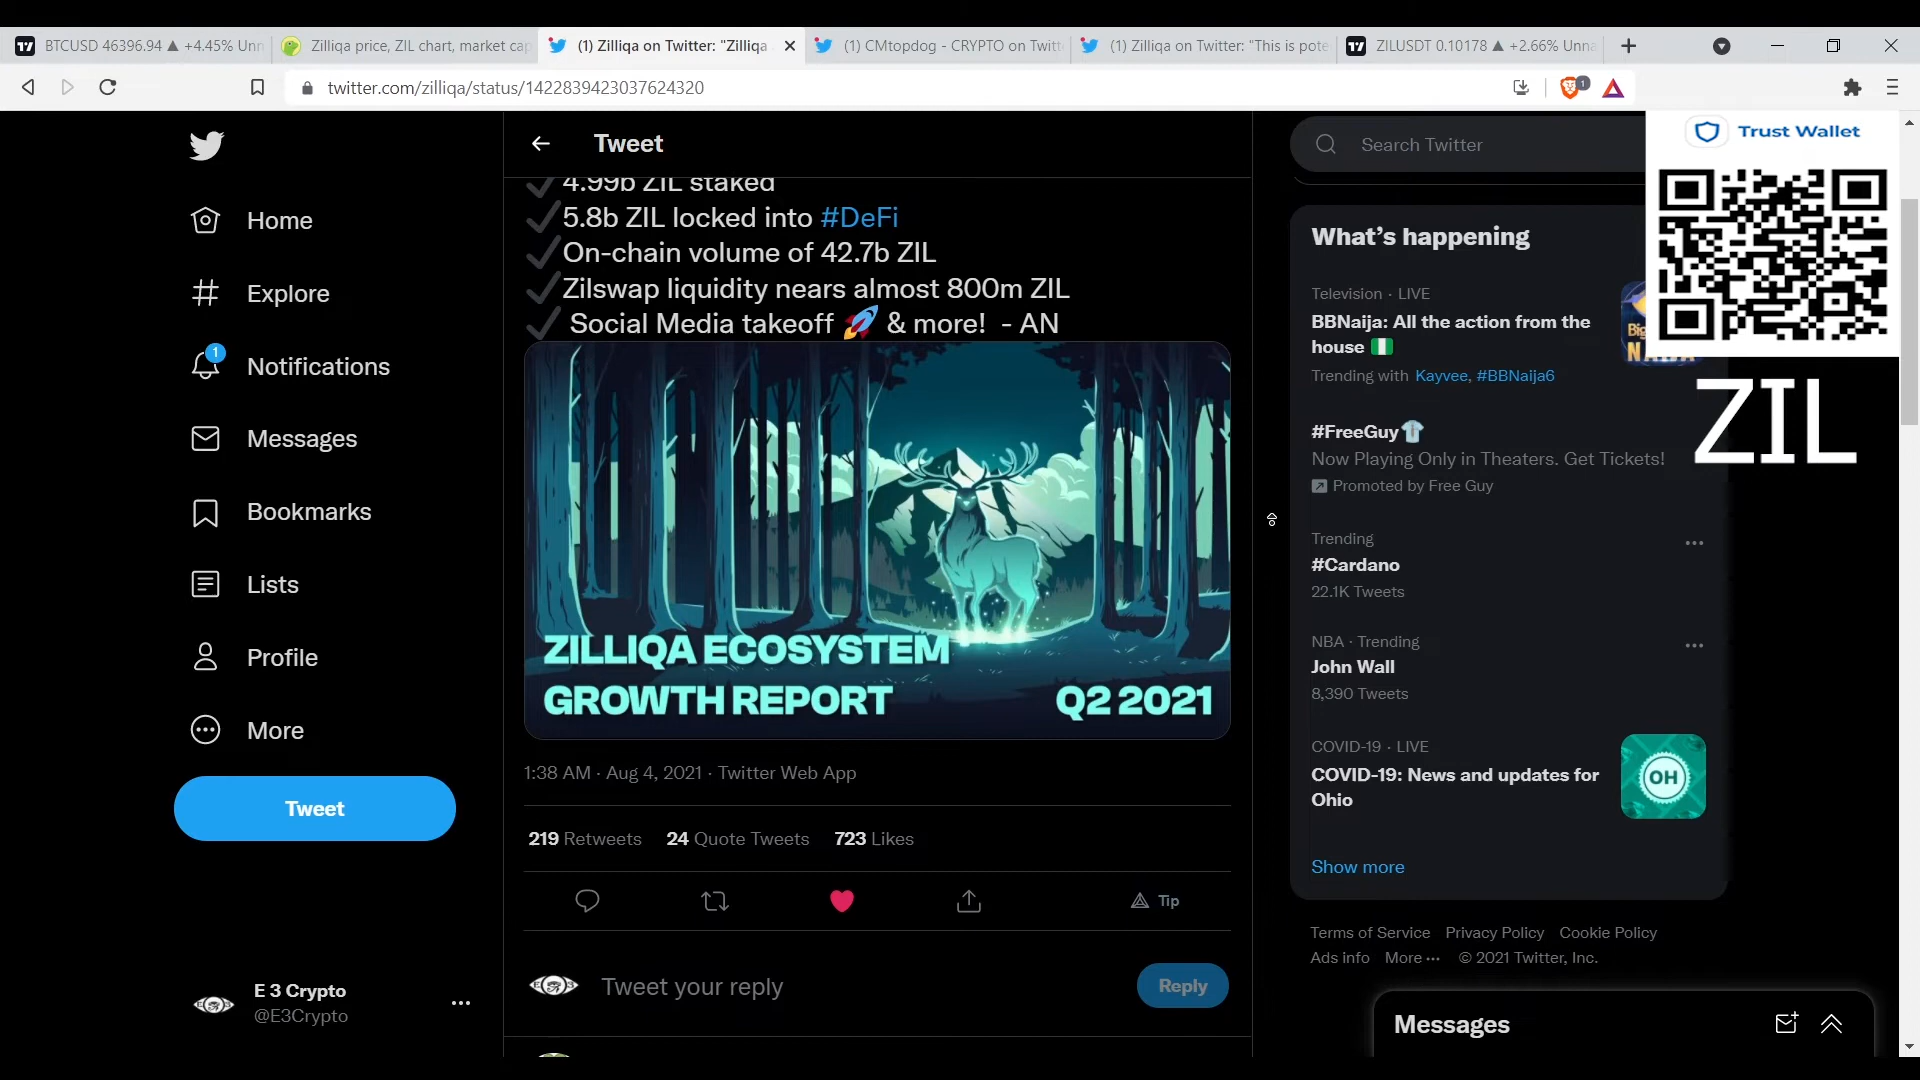 BTCUSD 46396.94 ▲ +4.45% Unn
Zilliqa price, ZIL chart, market cap
(1) Zilliqa on Twitter: "Zilliqa
(1) CMtopdog - CRYPTO on Twitt
(1) Zilliqa on Twitter: "This is pote
ZILUSDT 0.10178 ▲ +2.66% Unna
twitter.com/zilliqa/status/1422839423037624320
1
Home
Explore
1
Notifications
Messages
Bookmarks
Lists
Profile
More
Tweet
E 3 Crypto
@E3Crypto
Tweet
4.99b ZIL staked
5.8b ZIL locked into #DeFi
On-chain volume of 42.7b ZIL
Zilswap liquidity nears almost 800m ZIL
Social Media takeoff 🚀 & more! - AN
ZILLIQA ECOSYSTEM
GROWTH REPORT Q2 2021
1:38 AM · Aug 4, 2021 · Twitter Web App
219 Retweets 24 Quote Tweets 723 Likes
Tip
Tweet your reply
Reply
Search Twitter
What's happening
Television · LIVE
BBNaija: All the action from the
house 🇳🇬
Trending with Kayvee, #BBNaija6
#FreeGuy👕
Now Playing Only in Theaters. Get Tickets!
Promoted by Free Guy
Trending
#Cardano
22.1K Tweets
NBA · Trending
John Wall
8,390 Tweets
COVID-19 · LIVE
COVID-19: News and updates for
Ohio
OH
Show more
Terms of Service Privacy Policy Cookie Policy
Ads info More ··· © 2021 Twitter, Inc.
Messages
Trust Wallet
ZIL